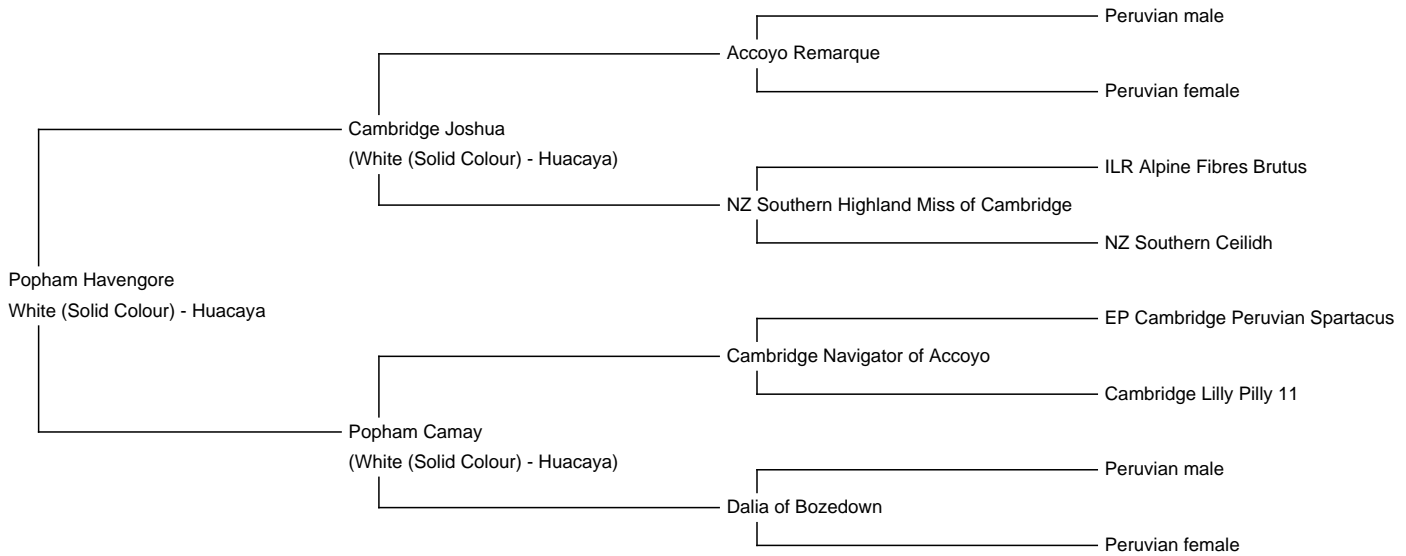 Peruvian male
Accoyo Remarque
Peruvian female
Cambridge Joshua
(White (Solid Colour) - Huacaya)
ILR Alpine Fibres Brutus
NZ Southern Highland Miss of Cambridge
NZ Southern Ceilidh
Popham Havengore
White (Solid Colour) - Huacaya
EP Cambridge Peruvian Spartacus
Cambridge Navigator of Accoyo
Cambridge Lilly Pilly 11
Popham Camay
(White (Solid Colour) - Huacaya)
Peruvian male
Dalia of Bozedown
Peruvian female